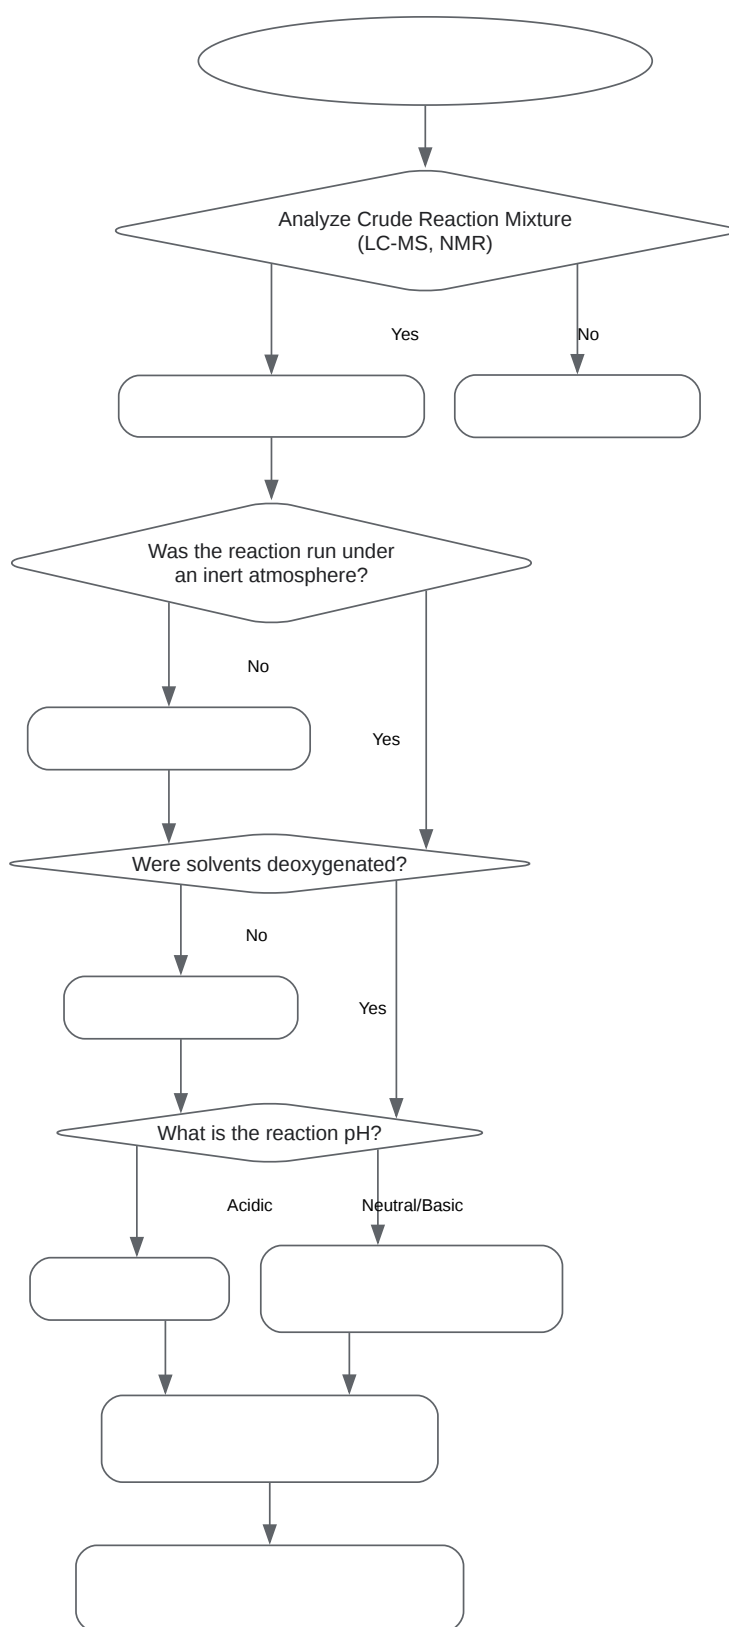 Analyze Crude Reaction Mixture
(LC-MS, NMR)
Yes
No
Was the reaction run under
an inert atmosphere?
No
Yes
Were solvents deoxygenated?
No
Yes
What is the reaction pH?
Acidic
Neutral/Basic